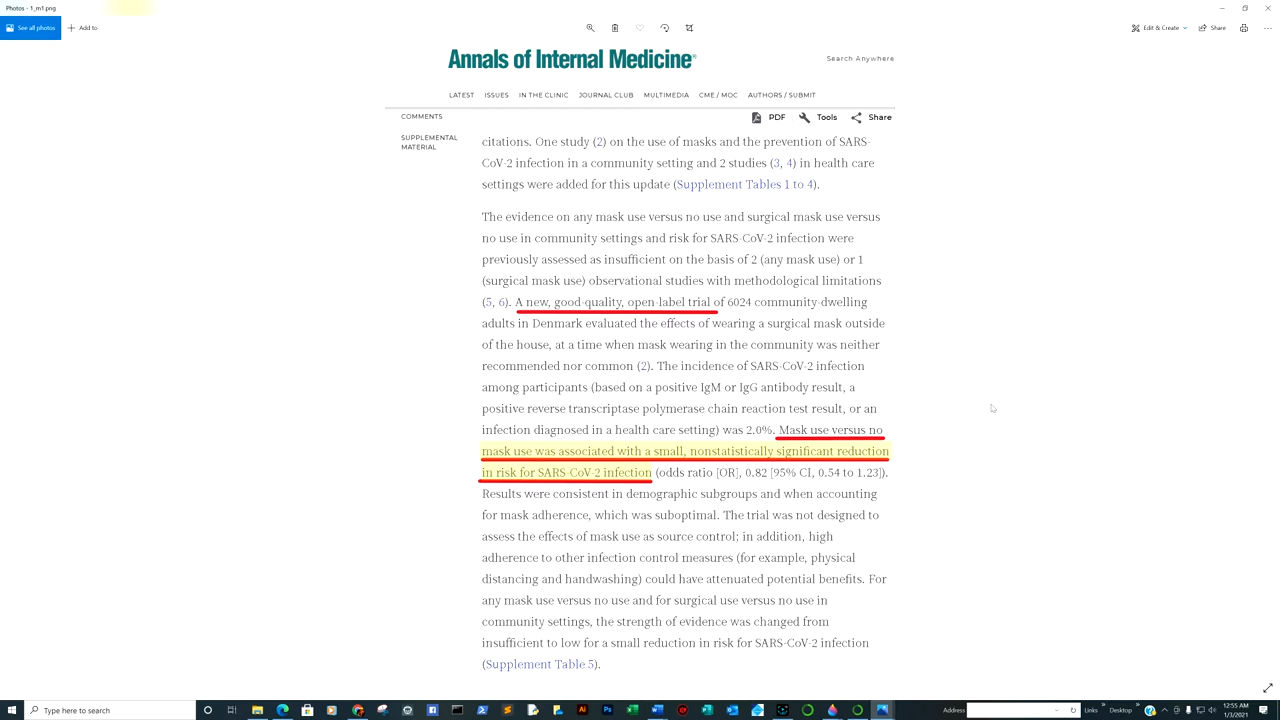 Photos - 1_m1.png
See all photos
Add to
Edit & Create
Share
Annals of Internal Medicine®
Search Anywhere
LATEST ISSUES IN THE CLINIC JOURNAL CLUB MULTIMEDIA CME / MOC AUTHORS / SUBMIT
COMMENTS
SUPPLEMENTAL
MATERIAL
PDF Tools Share
citations. One study (2) on the use of masks and the prevention of SARS-
CoV-2 infection in a community setting and 2 studies (3, 4) in health care
settings were added for this update (Supplement Tables 1 to 4).
The evidence on any mask use versus no use and surgical mask use versus
no use in community settings and risk for SARS-CoV-2 infection were
previously assessed as insufficient on the basis of 2 (any mask use) or 1
(surgical mask use) observational studies with methodological limitations
(5, 6). A new, good-quality, open-label trial of 6024 community-dwelling
adults in Denmark evaluated the effects of wearing a surgical mask outside
of the house, at a time when mask wearing in the community was neither
recommended nor common (2). The incidence of SARS-CoV-2 infection
among participants (based on a positive IgM or IgG antibody result, a
positive reverse transcriptase polymerase chain reaction test result, or an
infection diagnosed in a health care setting) was 2.0%. Mask use versus no
mask use was associated with a small, nonstatistically significant reduction
in risk for SARS-CoV-2 infection (odds ratio [OR], 0.82 [95% CI, 0.54 to 1.23]).
Results were consistent in demographic subgroups and when accounting
for mask adherence, which was suboptimal. The trial was not designed to
assess the effects of mask use as source control; in addition, high
adherence to other infection control measures (for example, physical
distancing and handwashing) could have attenuated potential benefits. For
any mask use versus no use and for surgical use versus no use in
community settings, the strength of evidence was changed from
insufficient to low for a small reduction in risk for SARS-CoV-2 infection
(Supplement Table 5).
Type here to search
Address
Links
Desktop
12:55 AM
1/3/2021